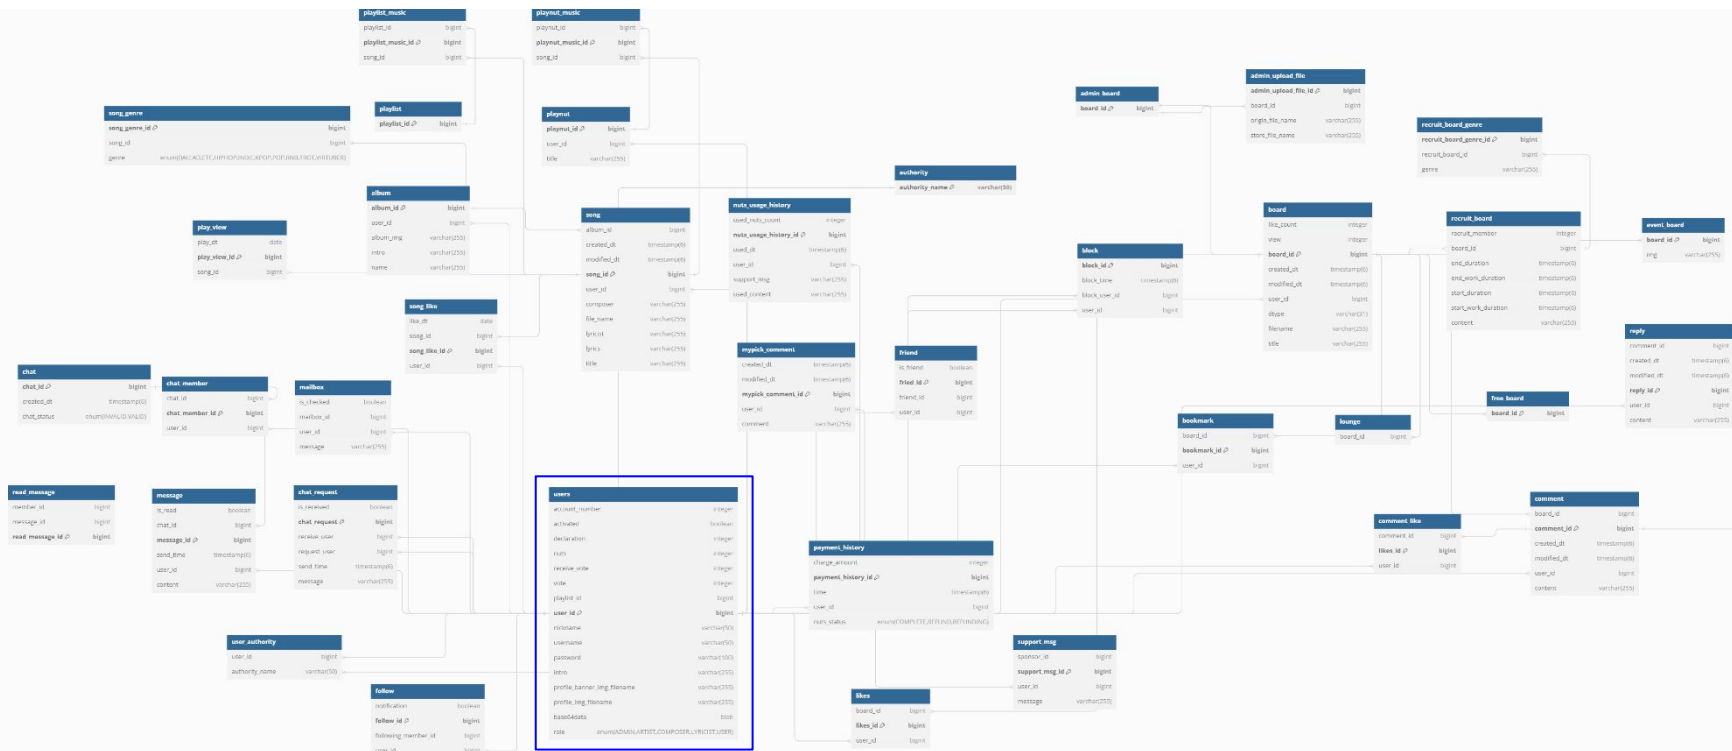 playlist_music
playlist_id bigint
playlist_music_id bigint
song_id bigint
playnut_music
playnut_id bigint
playnut_music_id bigint
song_id bigint
song_genre
song_genre_id bigint
song_id bigint
genre
playlist
playlist_id bigint
playnut
playnut_id bigint
user_id bigint
title varchar(255)
admin_board
board_id bigint
admin_upload_file
admin_upload_file_id bigint
board_id bigint
origin_file_name varchar(255)
store_file_name varchar(255)
recruit_board_genre
recruit_board_genre_id bigint
recruit_board_id bigint
genre varchar(255)
authority
authority_name varchar(50)
album
album_id bigint
user_id bigint
album_img varchar(255)
intro varchar(255)
name varchar(255)
play_view
play_dt date
play_view_id bigint
song_id bigint
song
album_id bigint
created_dt timestamp(6)
modified_dt timestamp(6)
song_id bigint
user_id bigint
composer varchar(255)
file_name varchar(255)
lyricist varchar(255)
lyrics varchar(255)
title varchar(255)
nuts_usage_history
used_nuts_count integer
nuts_usage_history_id bigint
used_dt timestamp(6)
user_id bigint
support_msg varchar(255)
used_content varchar(255)
block
block_id bigint
block_time timestamp(6)
block_user_id bigint
user_id bigint
board
like_count integer
view integer
board_id bigint
created_dt timestamp(6)
modified_dt timestamp(6)
user_id bigint
dtype varchar(31)
filename varchar(255)
title varchar(255)
recruit_board
recruit_member integer
board_id bigint
end_duration timestamp(6)
end_work_duration timestamp(6)
start_duration timestamp(6)
start_work_duration timestamp(6)
content varchar(255)
event_board
board_id bigint
img varchar(255)
song_like
like_dt date
song_id bigint
song_like_id bigint
user_id bigint
mypick_comment
created_dt timestamp(6)
modified_dt timestamp(6)
mypick_comment_id bigint
user_id bigint
comment varchar(255)
friend
is_friend boolean
fried_id bigint
friend_id bigint
user_id bigint
reply
comment_id bigint
created_dt timestamp(6)
modified_dt timestamp(6)
reply_id bigint
user_id bigint
content varchar(255)
chat
chat_id bigint
created_dt timestamp(6)
chat_status enum(INVALID,VALID)
chat_member
chat_id bigint
chat_member_id bigint
user_id bigint
mailbox
is_checked boolean
mailbox_id bigint
user_id bigint
message varchar(255)
free_board
board_id bigint
bookmark
board_id bigint
bookmark_id bigint
user_id bigint
lounge
board_id bigint
read_message
member_id bigint
message_id bigint
read_message_id bigint
message
is_read boolean
chat_id bigint
message_id bigint
send_time timestamp(6)
user_id bigint
content varchar(255)
chat_request
is_received boolean
chat_request bigint
receive_user bigint
request_user bigint
send_time timestamp(6)
message varchar(255)
users
account_number integer
activated boolean
declaration integer
nuts integer
receive_vote integer
vote integer
playlist_id bigint
user_id bigint
nickname varchar(50)
username varchar(50)
password varchar(100)
intro varchar(255)
profile_banner_img_filename varchar(255)
profile_img_filename varchar(255)
base64data blob
role enum(ADMIN,ARTIST,COMPOSER,LYRICIST,USER)
payment_history
charge_amount integer
payment_history_id bigint
time timestamp(6)
user_id bigint
nuts_status enum(COMPLETE,REFUND,REFUNDING)
comment_like
comment_id bigint
likes_id bigint
user_id bigint
comment
board_id bigint
comment_id bigint
created_dt timestamp(6)
modified_dt timestamp(6)
user_id bigint
content varchar(255)
user_authority
user_id bigint
authority_name varchar(50)
follow
notification boolean
follow_id bigint
following_member_id bigint
user_id bigint
support_msg
sponsor_id bigint
support_msg_id bigint
user_id bigint
message varchar(255)
likes
board_id bigint
likes_id bigint
user_id bigint